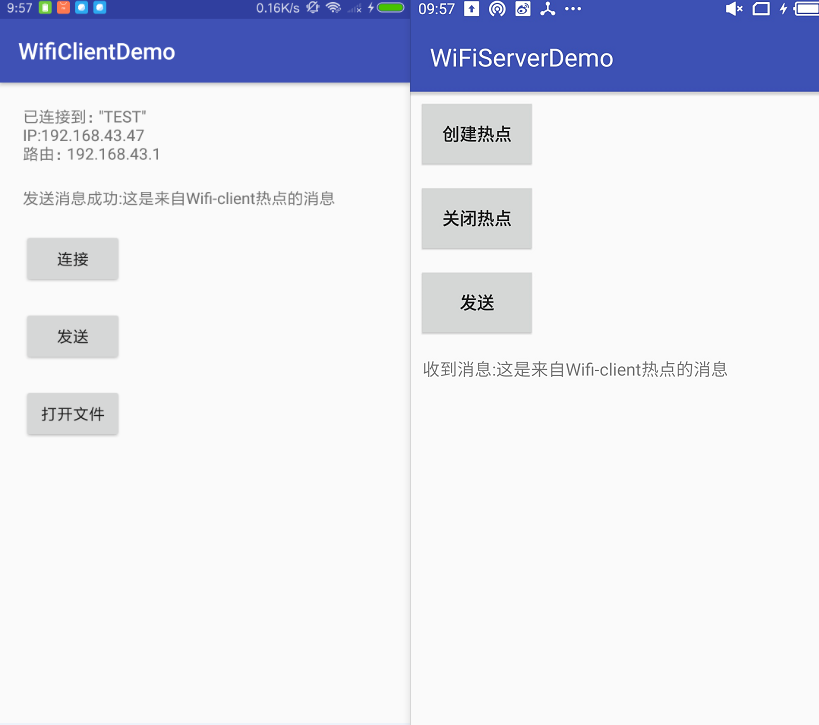 9:57
0.16K/s
WifiClientDemo
已连接到："TEST"
IP:192.168.43.47
路由：192.168.43.1
发送消息成功:这是来自Wifi-client热点的消息
连接
发送
打开文件
09:57
WiFiServerDemo
创建热点
关闭热点
发送
收到消息:这是来自Wifi-client热点的消息